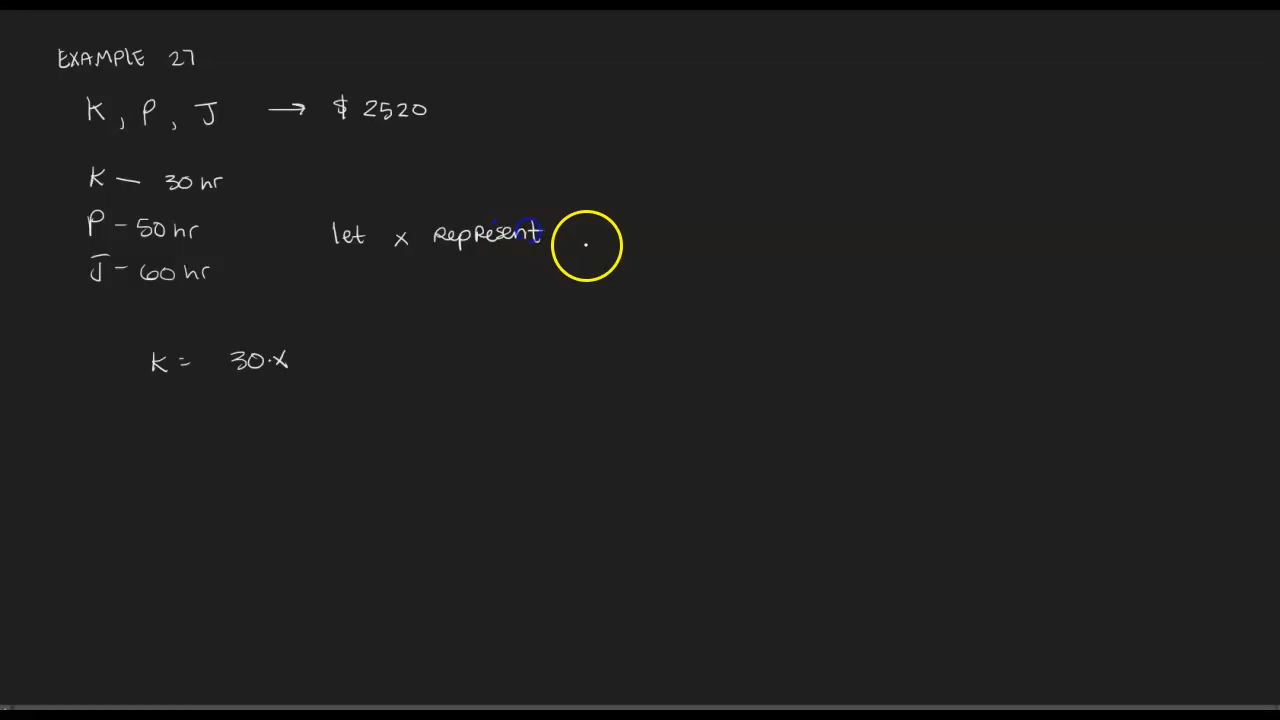 EXAMPLE 27
K, P, J → $ 2520
K — 30 hr
P - 50 hr
let x represent
J - 60 hr
K = 30·x